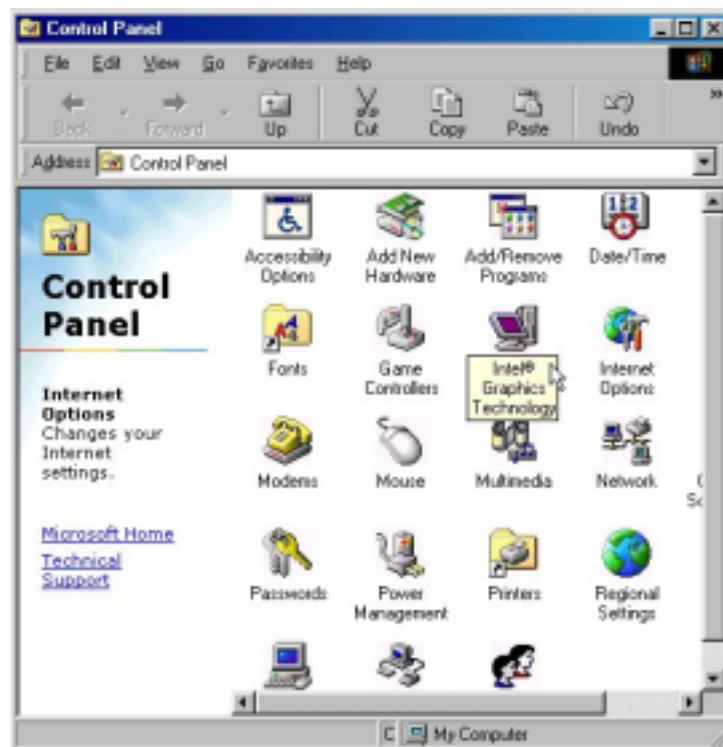 Control Panel
File Edit View Go Favorites Help
Back Forward Up Cut Copy Paste Undo »
Address Control Panel
Control
Panel
Internet
Options
Changes your
Internet
settings.
Microsoft Home
Technical
Support
Accessibility
Options
Add New
Hardware
Add/Remove
Programs
Date/Time
Fonts
Game
Controllers
Intel®
Graphics
Technology
Internet
Options
Modems
Mouse
Multimedia
Network
Passwords
Power
Management
Printers
Regional
Settings
C My Computer